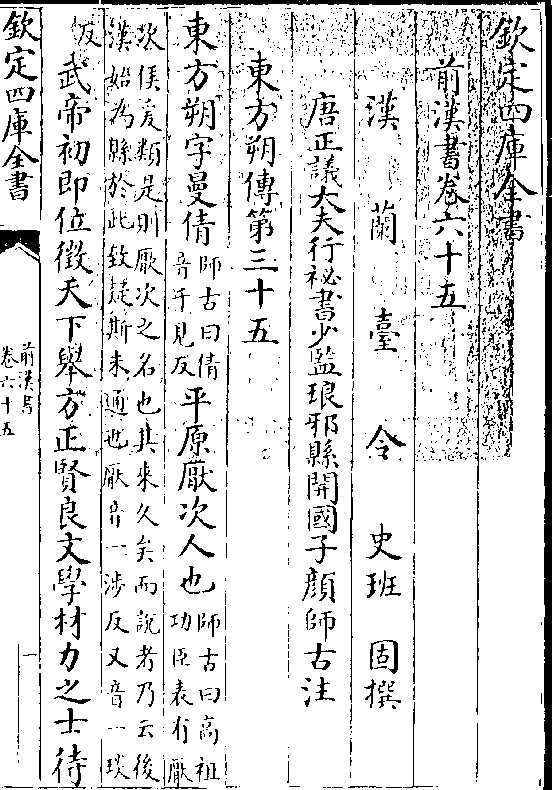 欽定四庫全書
前漢書卷六十五
漢蘭臺令史班固撰
唐正議大夫行祕書少監琅邪縣開國子顔師古注
東方朔傳第三十五
東方朔字曼倩師古曰倩音千見反平原厭次人也師古曰高祖功臣表有厭
次侯爰類是則厭次之名也其来久矣而說者乃云後
漢始為縣於此致疑斯未通也厭音一涉反又音一琰
反武帝初即位徵天下舉方正賢良文學材力之士待
欽定四庫全書
前漢書
卷六十五
一